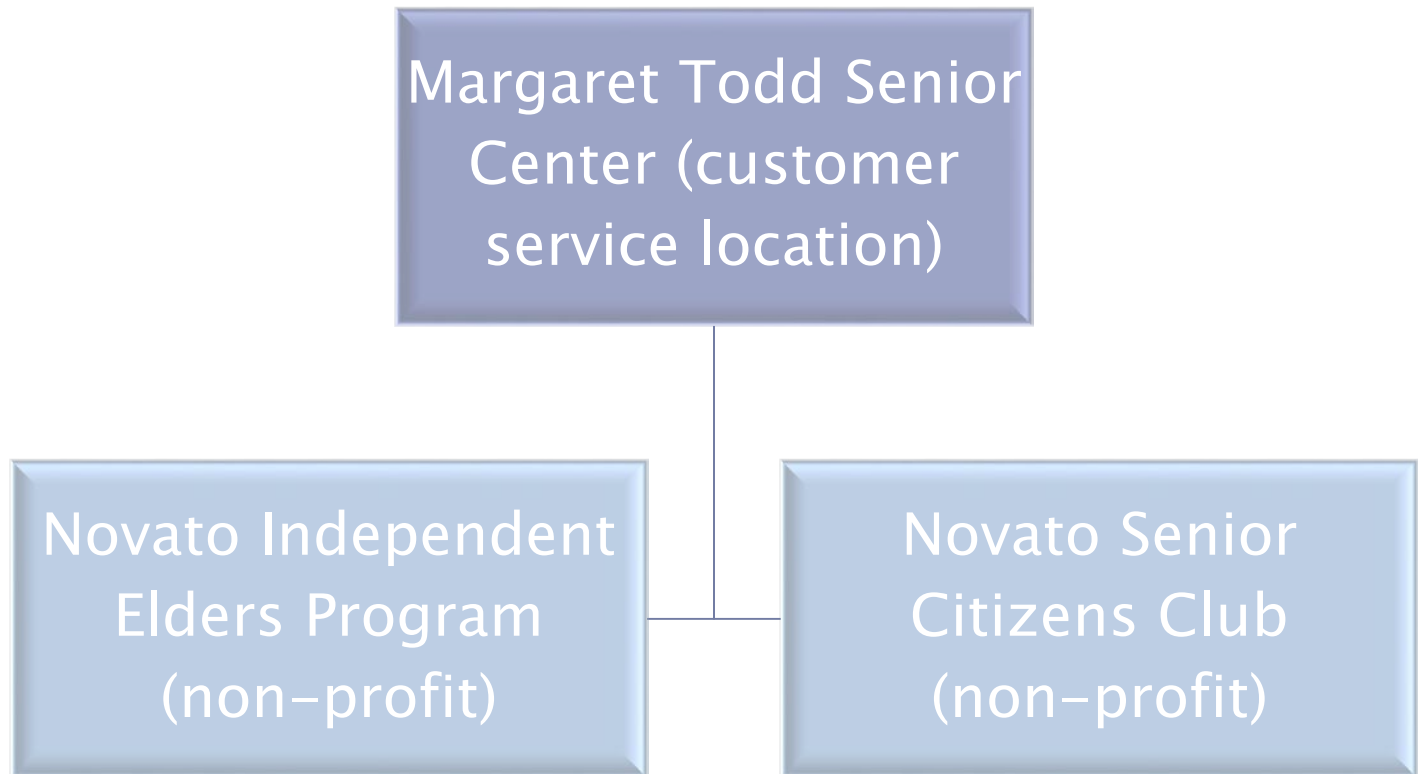 Margaret Todd Senior
Center (customer
service location)
Novato Independent
Elders Program
(non-profit)
Novato Senior
Citizens Club
(non-profit)